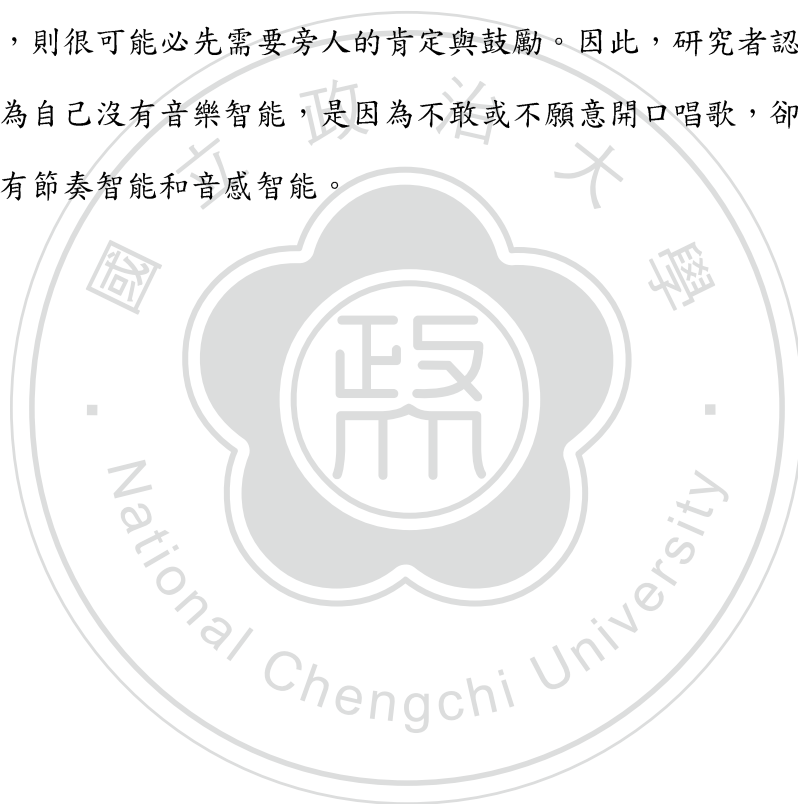 ，則很可能必先需要旁人的肯定與鼓勵。因此，研究者認
為自己沒有音樂智能，是因為不敢或不願意開口唱歌，卻
有節奏智能和音感智能。
國立政治大學
政
National Chengchi University